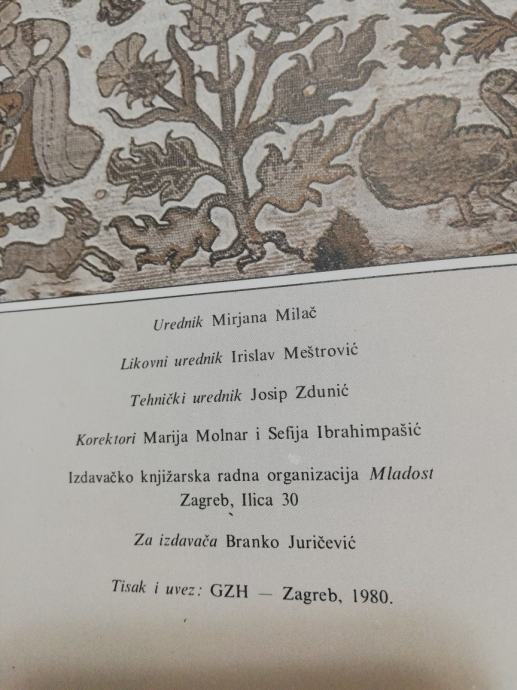 Urednik Mirjana Milač
Likovni urednik Irislav Meštrović
Tehnički urednik Josip Zdunić
Korektori Marija Molnar i Sefija Ibrahimpašić
Izdavačko knjižarska radna organizacija Mladost
Zagreb, Ilica 30
Za izdavača Branko Juričević
Tisak i uvez: GZH — Zagreb, 1980.